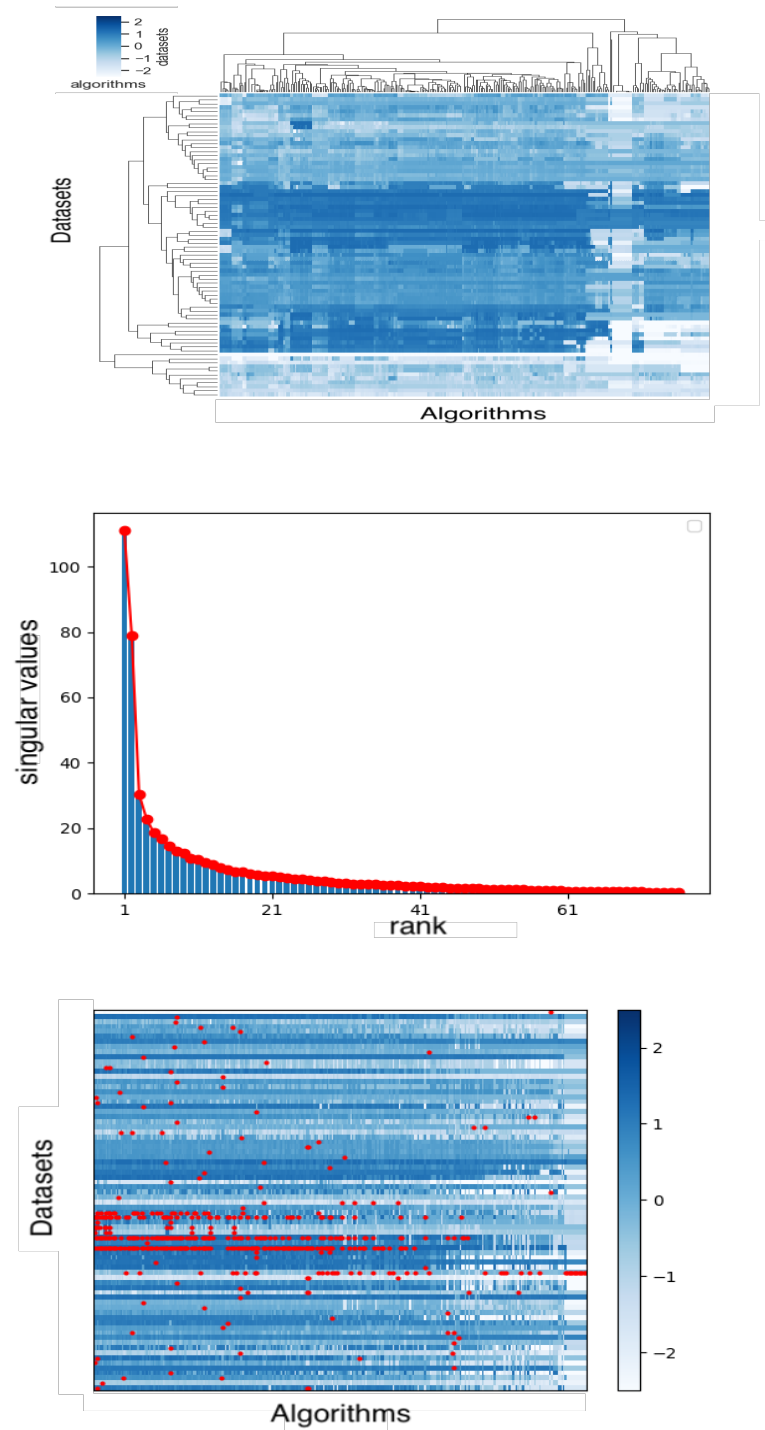 2
1
0
−1
−2
datasets
algorithms
Datasets
Algorithms
100
80
60
40
20
0
singular values
1 21 41 61
rank
Datasets
Algorithms
2
1
0
−1
−2